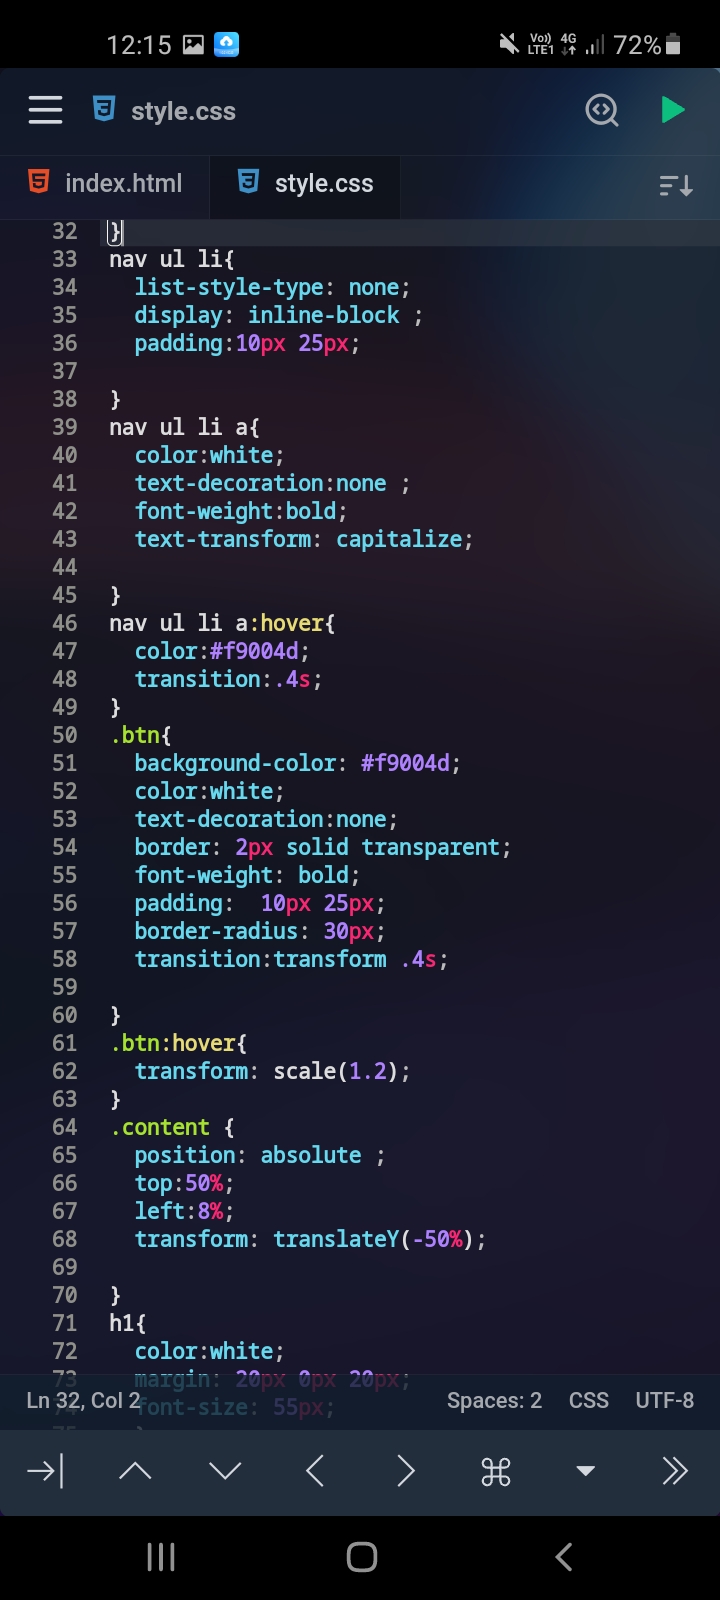 12:15 Vo)) LTE1 4G 72%
style.css
index.html style.css
32 }
33 nav ul li{
34   list-style-type: none;
35   display: inline-block ;
36   padding:10px 25px;
37
38 }
39 nav ul li a{
40   color:white;
41   text-decoration:none ;
42   font-weight:bold;
43   text-transform: capitalize;
44
45 }
46 nav ul li a:hover{
47   color:#f9004d;
48   transition:.4s;
49 }
50 .btn{
51   background-color: #f9004d;
52   color:white;
53   text-decoration:none;
54   border: 2px solid transparent;
55   font-weight: bold;
56   padding:  10px 25px;
57   border-radius: 30px;
58   transition:transform .4s;
59
60 }
61 .btn:hover{
62   transform: scale(1.2);
63 }
64 .content {
65   position: absolute ;
66   top:50%;
67   left:8%;
68   transform: translateY(-50%);
69
70 }
71 h1{
72   color:white;
73   margin: 20px 0px 20px;
74   font-size: 55px;
Ln 32, Col 2 Spaces: 2 CSS UTF-8